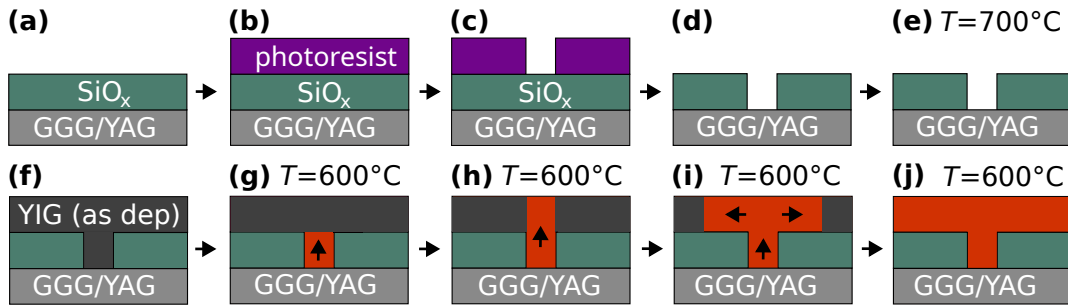 (a)
(b)
(c)
(d)
(e) T=700°C
photoresist
SiOₓ
SiOₓ
SiOₓ
GGG/YAG
GGG/YAG
GGG/YAG
GGG/YAG
GGG/YAG
(f)
(g) T=600°C
(h) T=600°C
(i) T=600°C
(j) T=600°C
YIG (as dep)
GGG/YAG
GGG/YAG
GGG/YAG
GGG/YAG
GGG/YAG